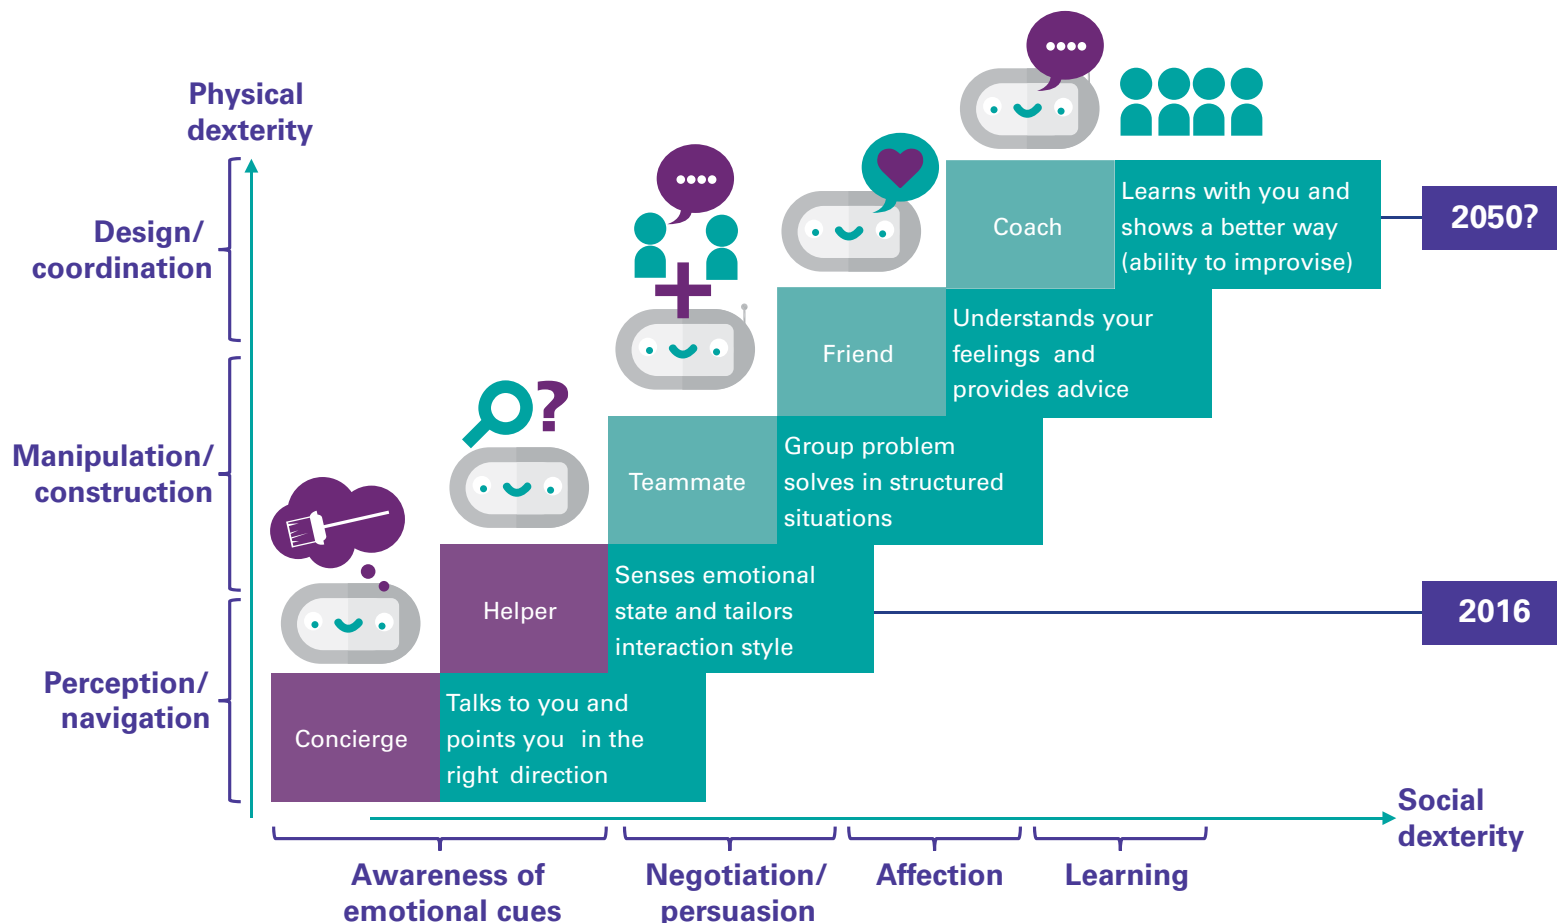 Physical
dexterity
Design/
coordination
Manipulation/
construction
Perception/
navigation
Coach
Learns with you and
shows a better way
(ability to improvise)
2050?
Friend
Understands your
feelings and
provides advice
?
Teammate
Group problem
solves in structured
situations
Helper
Senses emotional
state and tailors
interaction style
2016
Concierge
Talks to you and
points you in the
right direction
Social
dexterity
Awareness of
emotional cues
Negotiation/
persuasion
Affection
Learning